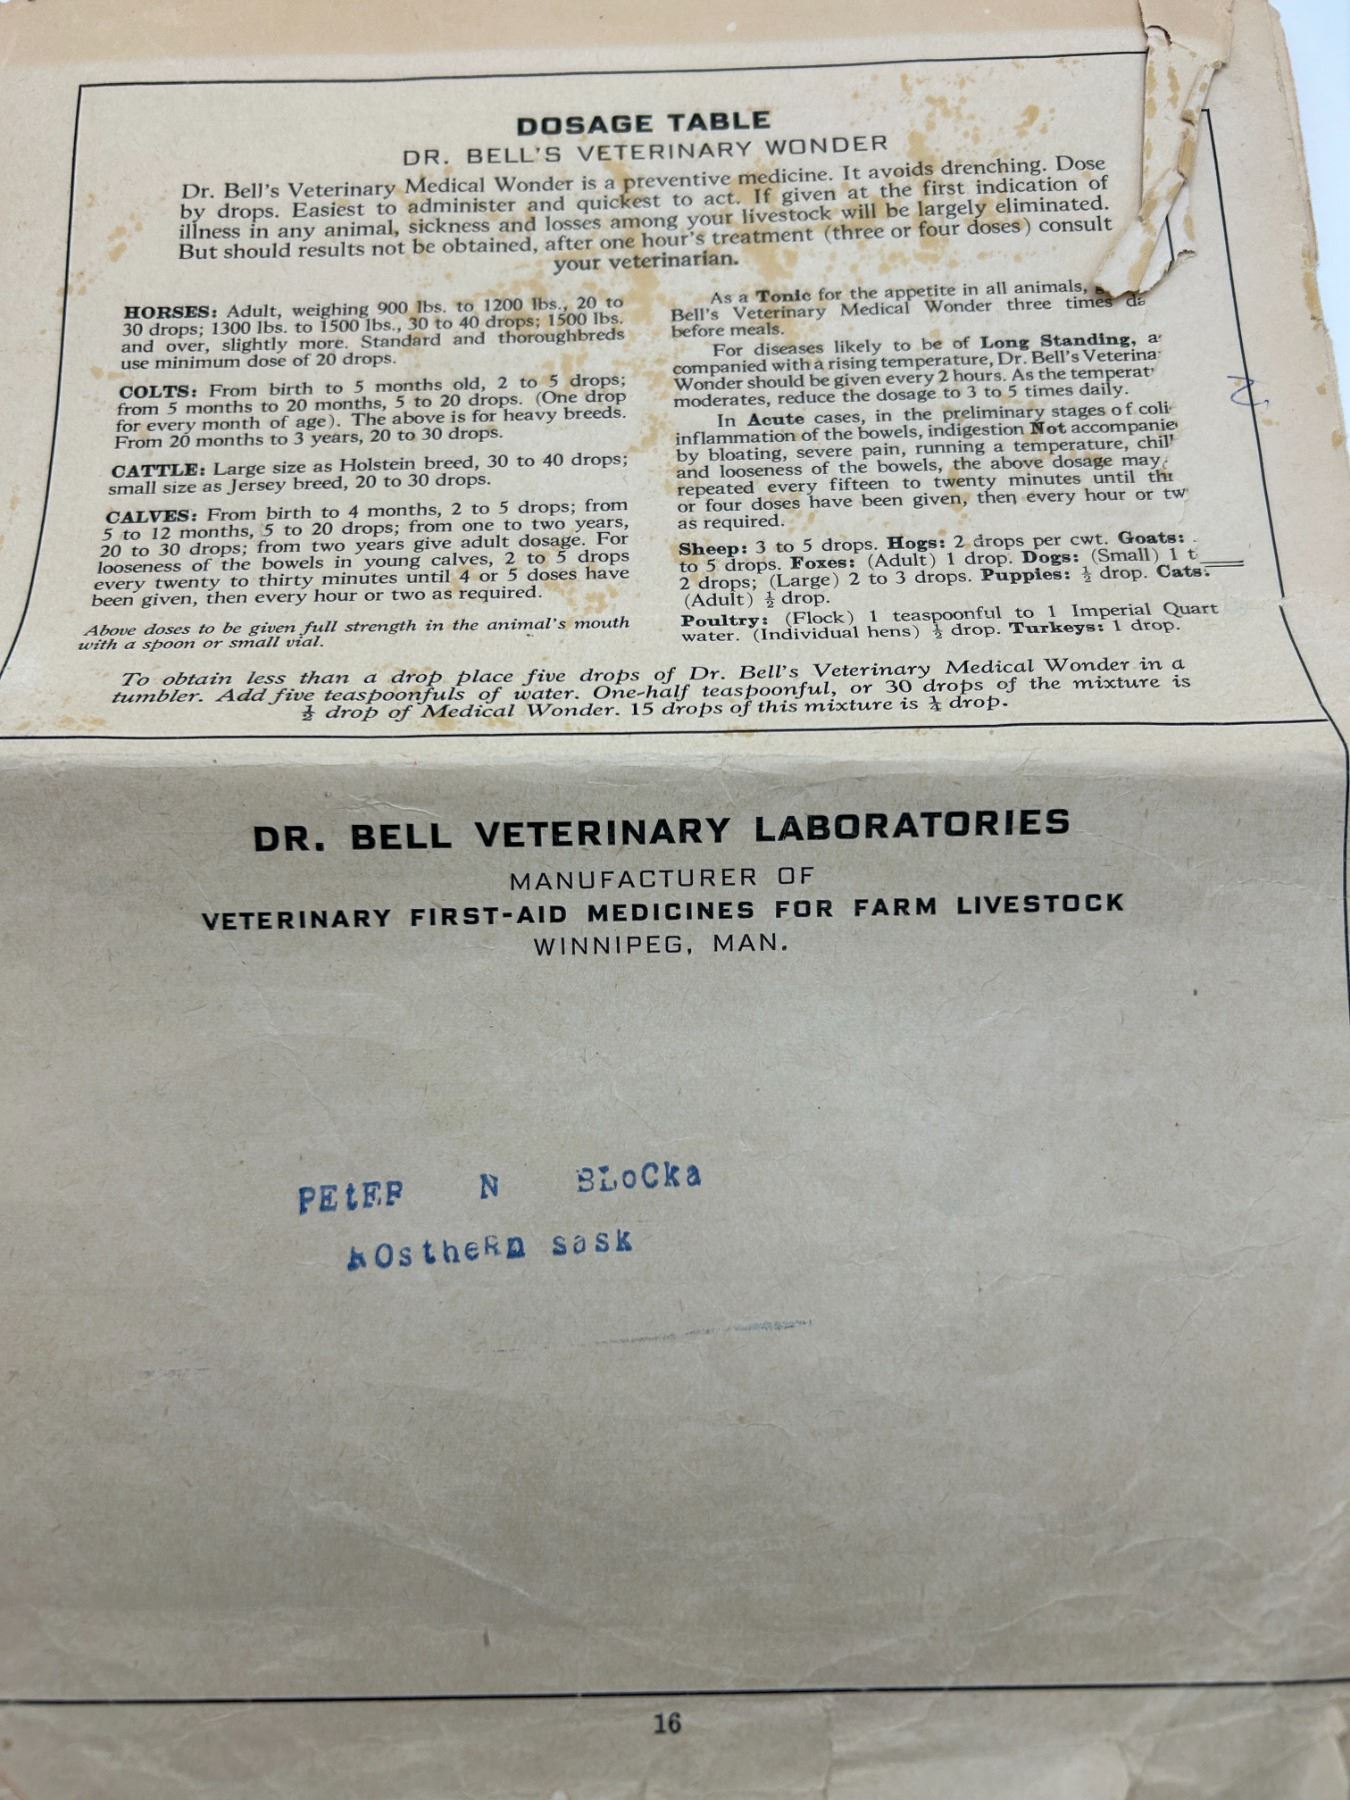 DOSAGE TABLE
DR. BELL'S VETERINARY WONDER
Dr. Bell's Veterinary Medical Wonder is a preventive medicine. It avoids drenching. Dose
by drops. Easiest to administer and quickest to act. If given at the first indication of
illness in any animal, sickness and losses among your livestock will be largely eliminated.
But should results not be obtained, after one hour's treatment (three or four doses) consult
your veterinarian.
HORSES: Adult, weighing 900 lbs. to 1200 lbs., 20 to
30 drops; 1300 lbs. to 1500 lbs., 30 to 40 drops; 1500 lbs.
and over, slightly more. Standard and thoroughbreds
use minimum dose of 20 drops.
COLTS: From birth to 5 months old, 2 to 5 drops;
from 5 months to 20 months, 5 to 20 drops. (One drop
for every month of age). The above is for heavy breeds.
From 20 months to 3 years, 20 to 30 drops.
CATTLE: Large size as Holstein breed, 30 to 40 drops;
small size as Jersey breed, 20 to 30 drops.
CALVES: From birth to 4 months, 2 to 5 drops; from
5 to 12 months, 5 to 20 drops; from one to two years,
20 to 30 drops; from two years give adult dosage. For
looseness of the bowels in young calves, 2 to 5 drops
every twenty to thirty minutes until 4 or 5 doses have
been given, then every hour or two as required.
Above doses to be given full strength in the animal's mouth
with a spoon or small vial.
As a Tonic for the appetite in all animals,
Bell's Veterinary Medical Wonder three times
before meals.
For diseases likely to be of Long Standing,
companied with a rising temperature, Dr. Bell's
Wonder should be given every 2 hours. As the
moderates, reduce the dosage to 3 to 5 times daily.
In Acute cases, in the preliminary stages of
inflammation of the bowels, indigestion Not
by bloating, severe pain, running a temperature,
and looseness of the bowels, the above dosage may
repeated every fifteen to twenty minutes until
or four doses have been given, then every hour or
as required.
Sheep: 3 to 5 drops. Hogs: 2 drops per cwt. Goats:
to 5 drops. Foxes: (Adult) 1 drop. Dogs: (Small) 1
2 drops; (Large) 2 to 3 drops. Puppies: ½ drop. Cats:
(Adult) ½ drop.
Poultry: (Flock) 1 teaspoonful to 1 Imperial Quart
water. (Individual hens) ½ drop. Turkeys: 1 drop.
To obtain less than a drop place five drops of Dr. Bell's Veterinary Medical Wonder in a
tumbler. Add five teaspoonfuls of water. One-half teaspoonful, or 30 drops of the mixture is
½ drop of Medical Wonder. 15 drops of this mixture is ¼ drop.
DR. BELL VETERINARY LABORATORIES
MANUFACTURER OF
VETERINARY FIRST-AID MEDICINES FOR FARM LIVESTOCK
WINNIPEG, MAN.
PEtER N BLoCka
ROstheRn sask
16